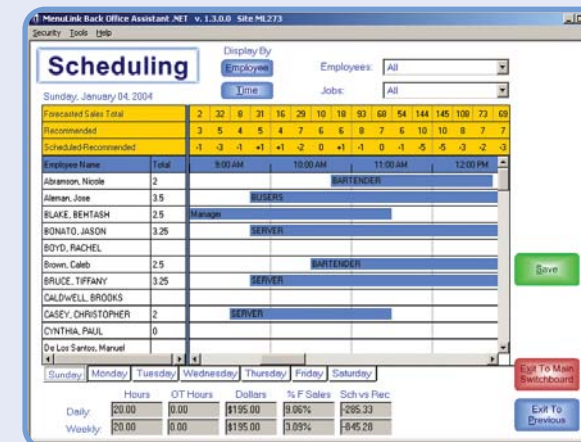 MenuLink Back Office Assistant .NET v. 1.3.0.0 Site ML273
Security Tools Help
Scheduling
Display By
Employee
Time
Employees: All
Jobs: All
Sunday, January 04, 2004
Forecasted Sales Total 2 32 8 31 16 29 10 18 93 68 54 144 145 108 73 69
Recommended 3 5 4 5 4 7 6 6 8 7 6 10 10 8 7 7
Scheduled-Recommended -1 -3 -1 +1 +1 -2 0 +1 -1 0 -1 -5 -5 -3 -2 -3
Employee Name Total 9:00 AM 10:00 AM 11:00 AM 12:00 PM
Abramson, Nicole 2 BARTENDER
Aleman, Jose 3.5 BUSERS
BLAKE, BEHTASH 2.5 Manager
BONATO, JASON 3.25 SERVER
BOYD, RACHEL
Brown, Caleb 2.5 BARTENDER
BRUCE, TIFFANY 3.25 SERVER
CALDWELL, BROOKS
CASEY, CHRISTOPHER 2 SERVER
CYNTHIA, PAUL 0
De Los Santos, Manuel
Save
Exit To Main Switchboard
Exit To Previous
Sunday Monday Tuesday Wednesday Thursday Friday Saturday
Hours OT Hours Dollars % F Sales Sch vs Rec
Daily: 20.00 0.00 $195.00 9.06% -285.33
Weekly: 20.00 0.00 $195.00 3.09% -845.28